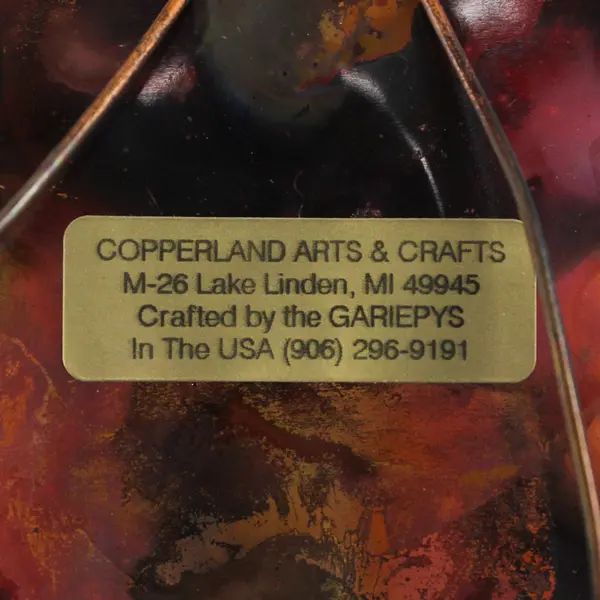 COPPERLAND ARTS & CRAFTS
M-26 Lake Linden, MI 49945
Crafted by the GARIEPYS
In The USA (906) 296-9191